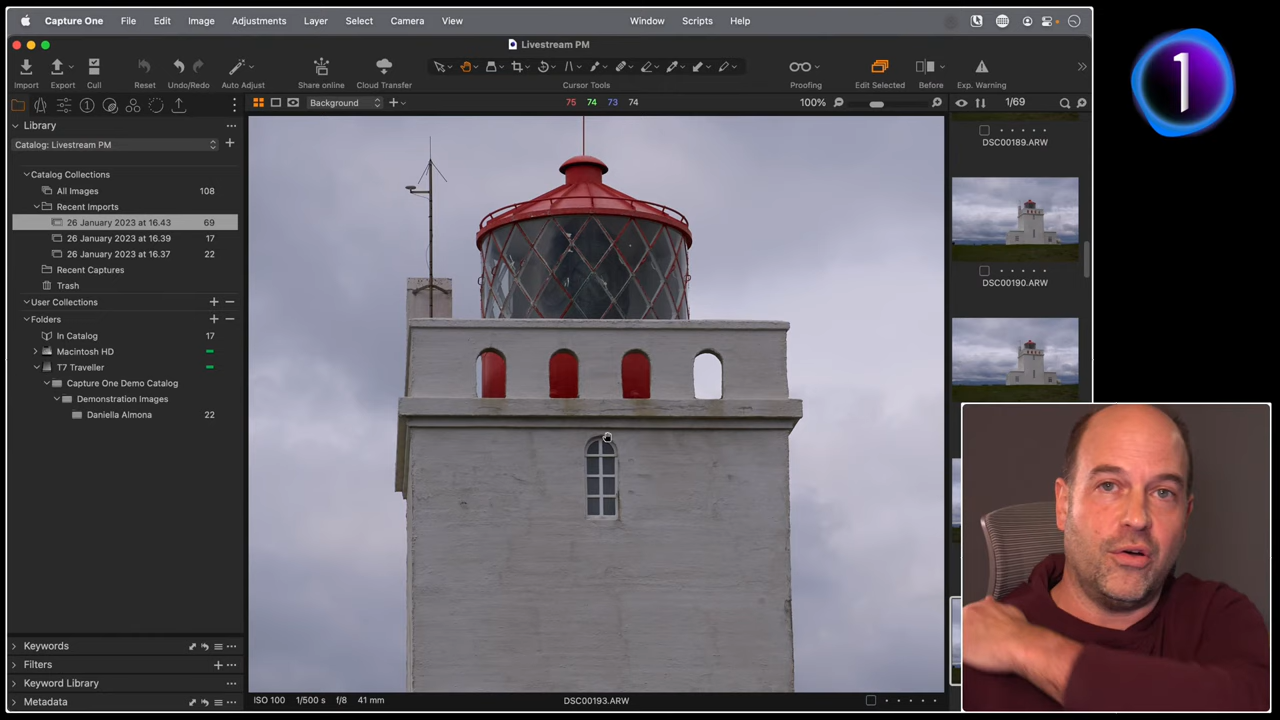 Capture One File Edit Image Adjustments Layer Select Camera View Window Scripts Help
Livestream PM
Import Export Cull Reset Undo/Redo Auto Adjust Share online Cloud Transfer Cursor Tools Proofing Edit Selected Before Exp. Warning
Background 75 74 73 74 100% 1/69
Library
Catalog: Livestream PM
Catalog Collections
All Images 108
Recent Imports
26 January 2023 at 16.43 69
26 January 2023 at 16.39 17
26 January 2023 at 16.37 22
Recent Captures
Trash
User Collections
Folders
In Catalog 17
Macintosh HD
T7 Traveller
Capture One Demo Catalog
Demonstration Images
Daniella Almona 22
Keywords
Filters
Keyword Library
Metadata
DSC00189.ARW
DSC00190.ARW
ISO 100 1/500 s f/8 41 mm DSC00193.ARW
1